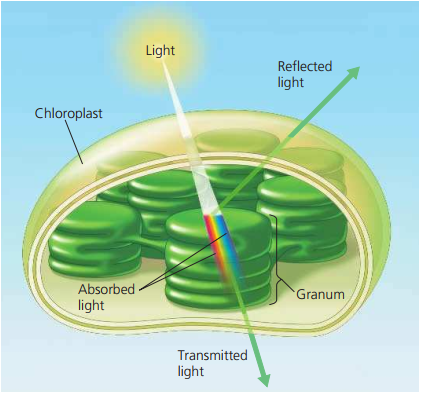 Light
Reflected
light
Chloroplast
Absorbed
light
Granum
Transmitted
light